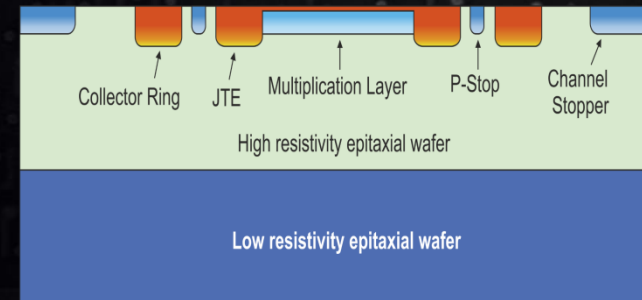 Collector Ring
JTE
Multiplication Layer
P-Stop
Channel
Stopper
High resistivity epitaxial wafer
Low resistivity epitaxial wafer